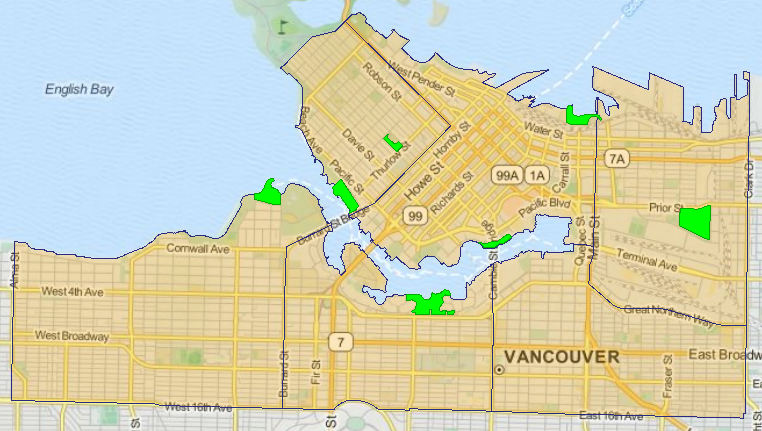 English Bay
West Pender St
Robson St
Beach Ave
Davie St
Thurlow St
Pacific St
Hornby St
Howe St
Richards St
Water St
Carrall St
99A
1A
7A
99
Pacific Blvd
Prior St
Clark Dr
Burrard St Bridge
Cambie St
Quebec St
Main St
Terminal Ave
Great Northern Way
Cornwall Ave
Alma St
West 4th Ave
West Broadway
7
Burrard St
Fir St
VANCOUVER
East Broadw
Fraser St
West 16th Ave
East 16th Ave
St
St